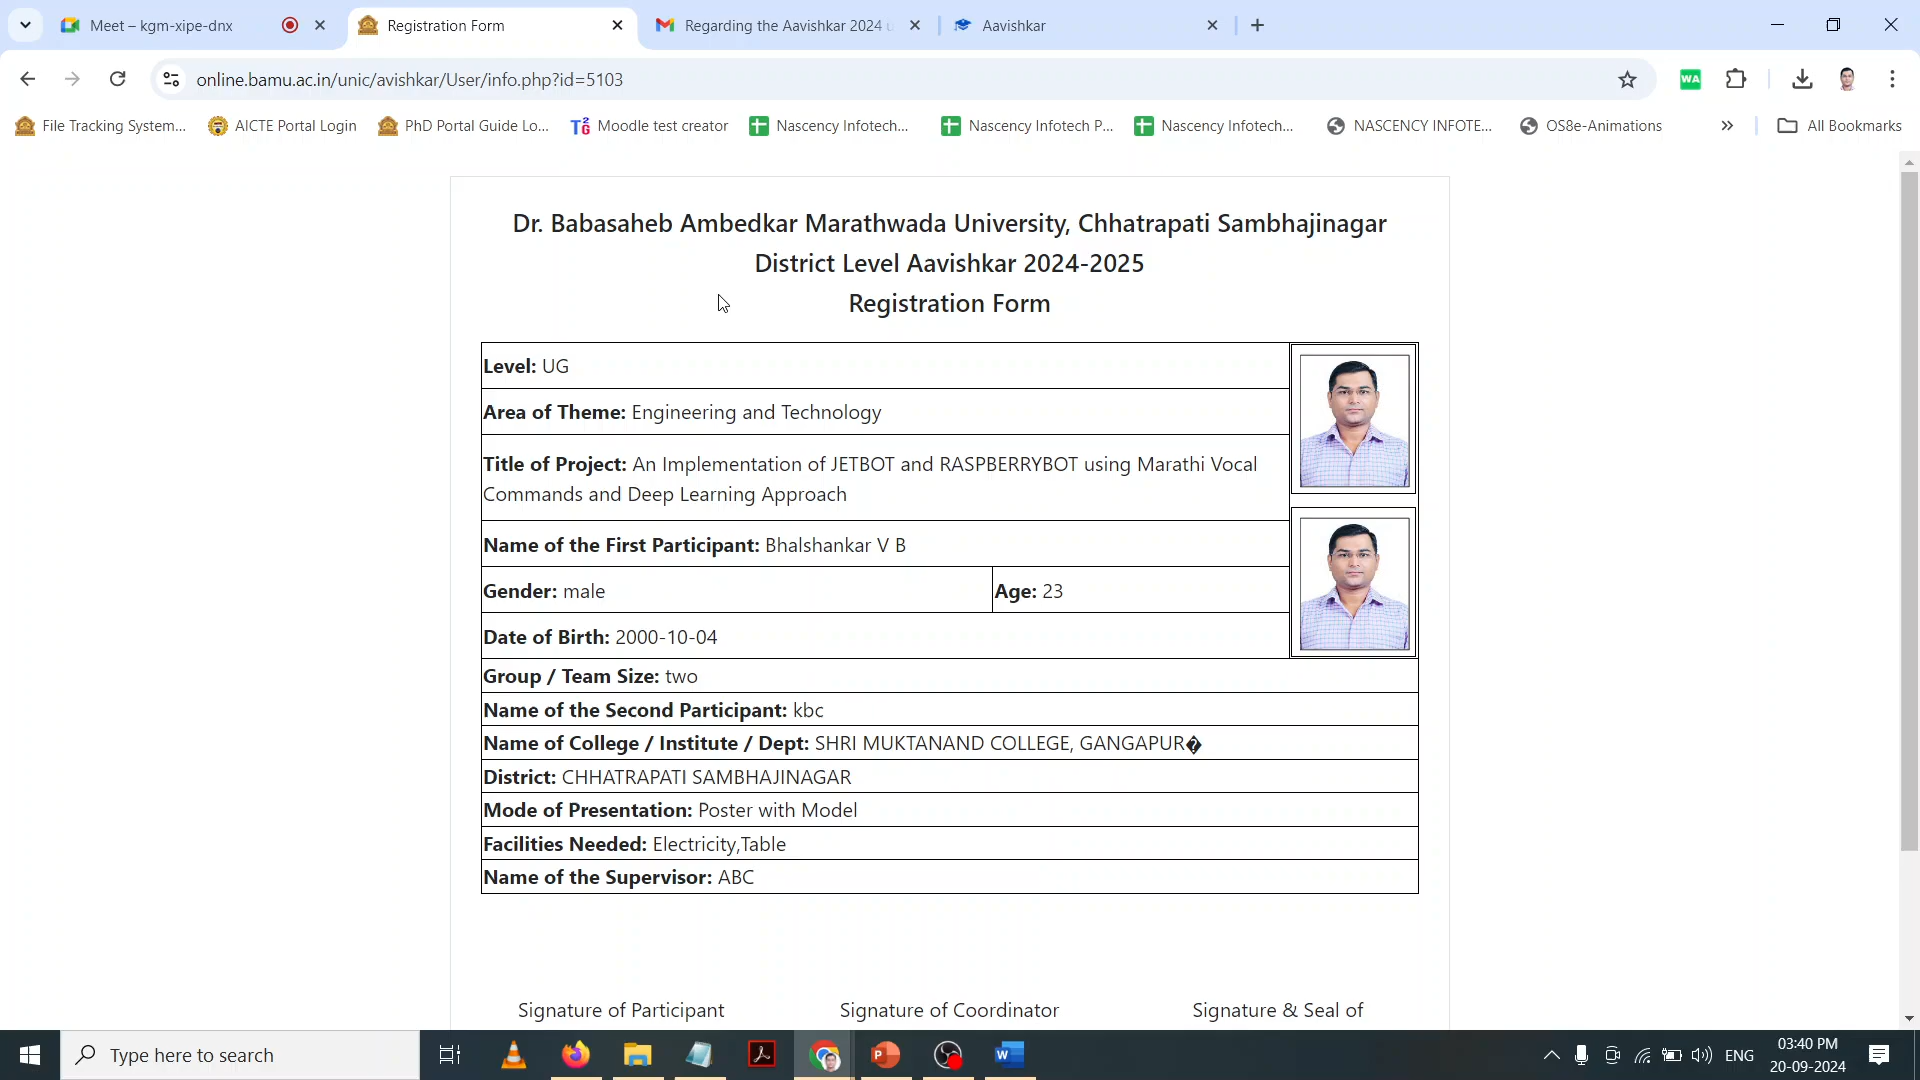 Meet – kgm-xipe-dnx
Registration Form
Regarding the Aavishkar 2024 u
Aavishkar
online.bamu.ac.in/unic/avishkar/User/info.php?id=5103
WA
File Tracking System...
AICTE Portal Login
PhD Portal Guide Lo...
Moodle test creator
Nascency Infotech...
Nascency Infotech P...
Nascency Infotech...
NASCENCY INFOTE...
OS8e-Animations
All Bookmarks
Dr. Babasaheb Ambedkar Marathwada University, Chhatrapati Sambhajinagar
District Level Aavishkar 2024-2025
Registration Form
Level: UG
Area of Theme: Engineering and Technology
Title of Project: An Implementation of JETBOT and RASPBERRYBOT using Marathi Vocal
Commands and Deep Learning Approach
Name of the First Participant: Bhalshankar V B
Gender: male
Age: 23
Date of Birth: 2000-10-04
Group / Team Size: two
Name of the Second Participant: kbc
Name of College / Institute / Dept: SHRI MUKTANAND COLLEGE, GANGAPUR�
District: CHHATRAPATI SAMBHAJINAGAR
Mode of Presentation: Poster with Model
Facilities Needed: Electricity,Table
Name of the Supervisor: ABC
Signature of Participant
Signature of Coordinator
Signature & Seal of
Type here to search
ENG
03:40 PM
20-09-2024